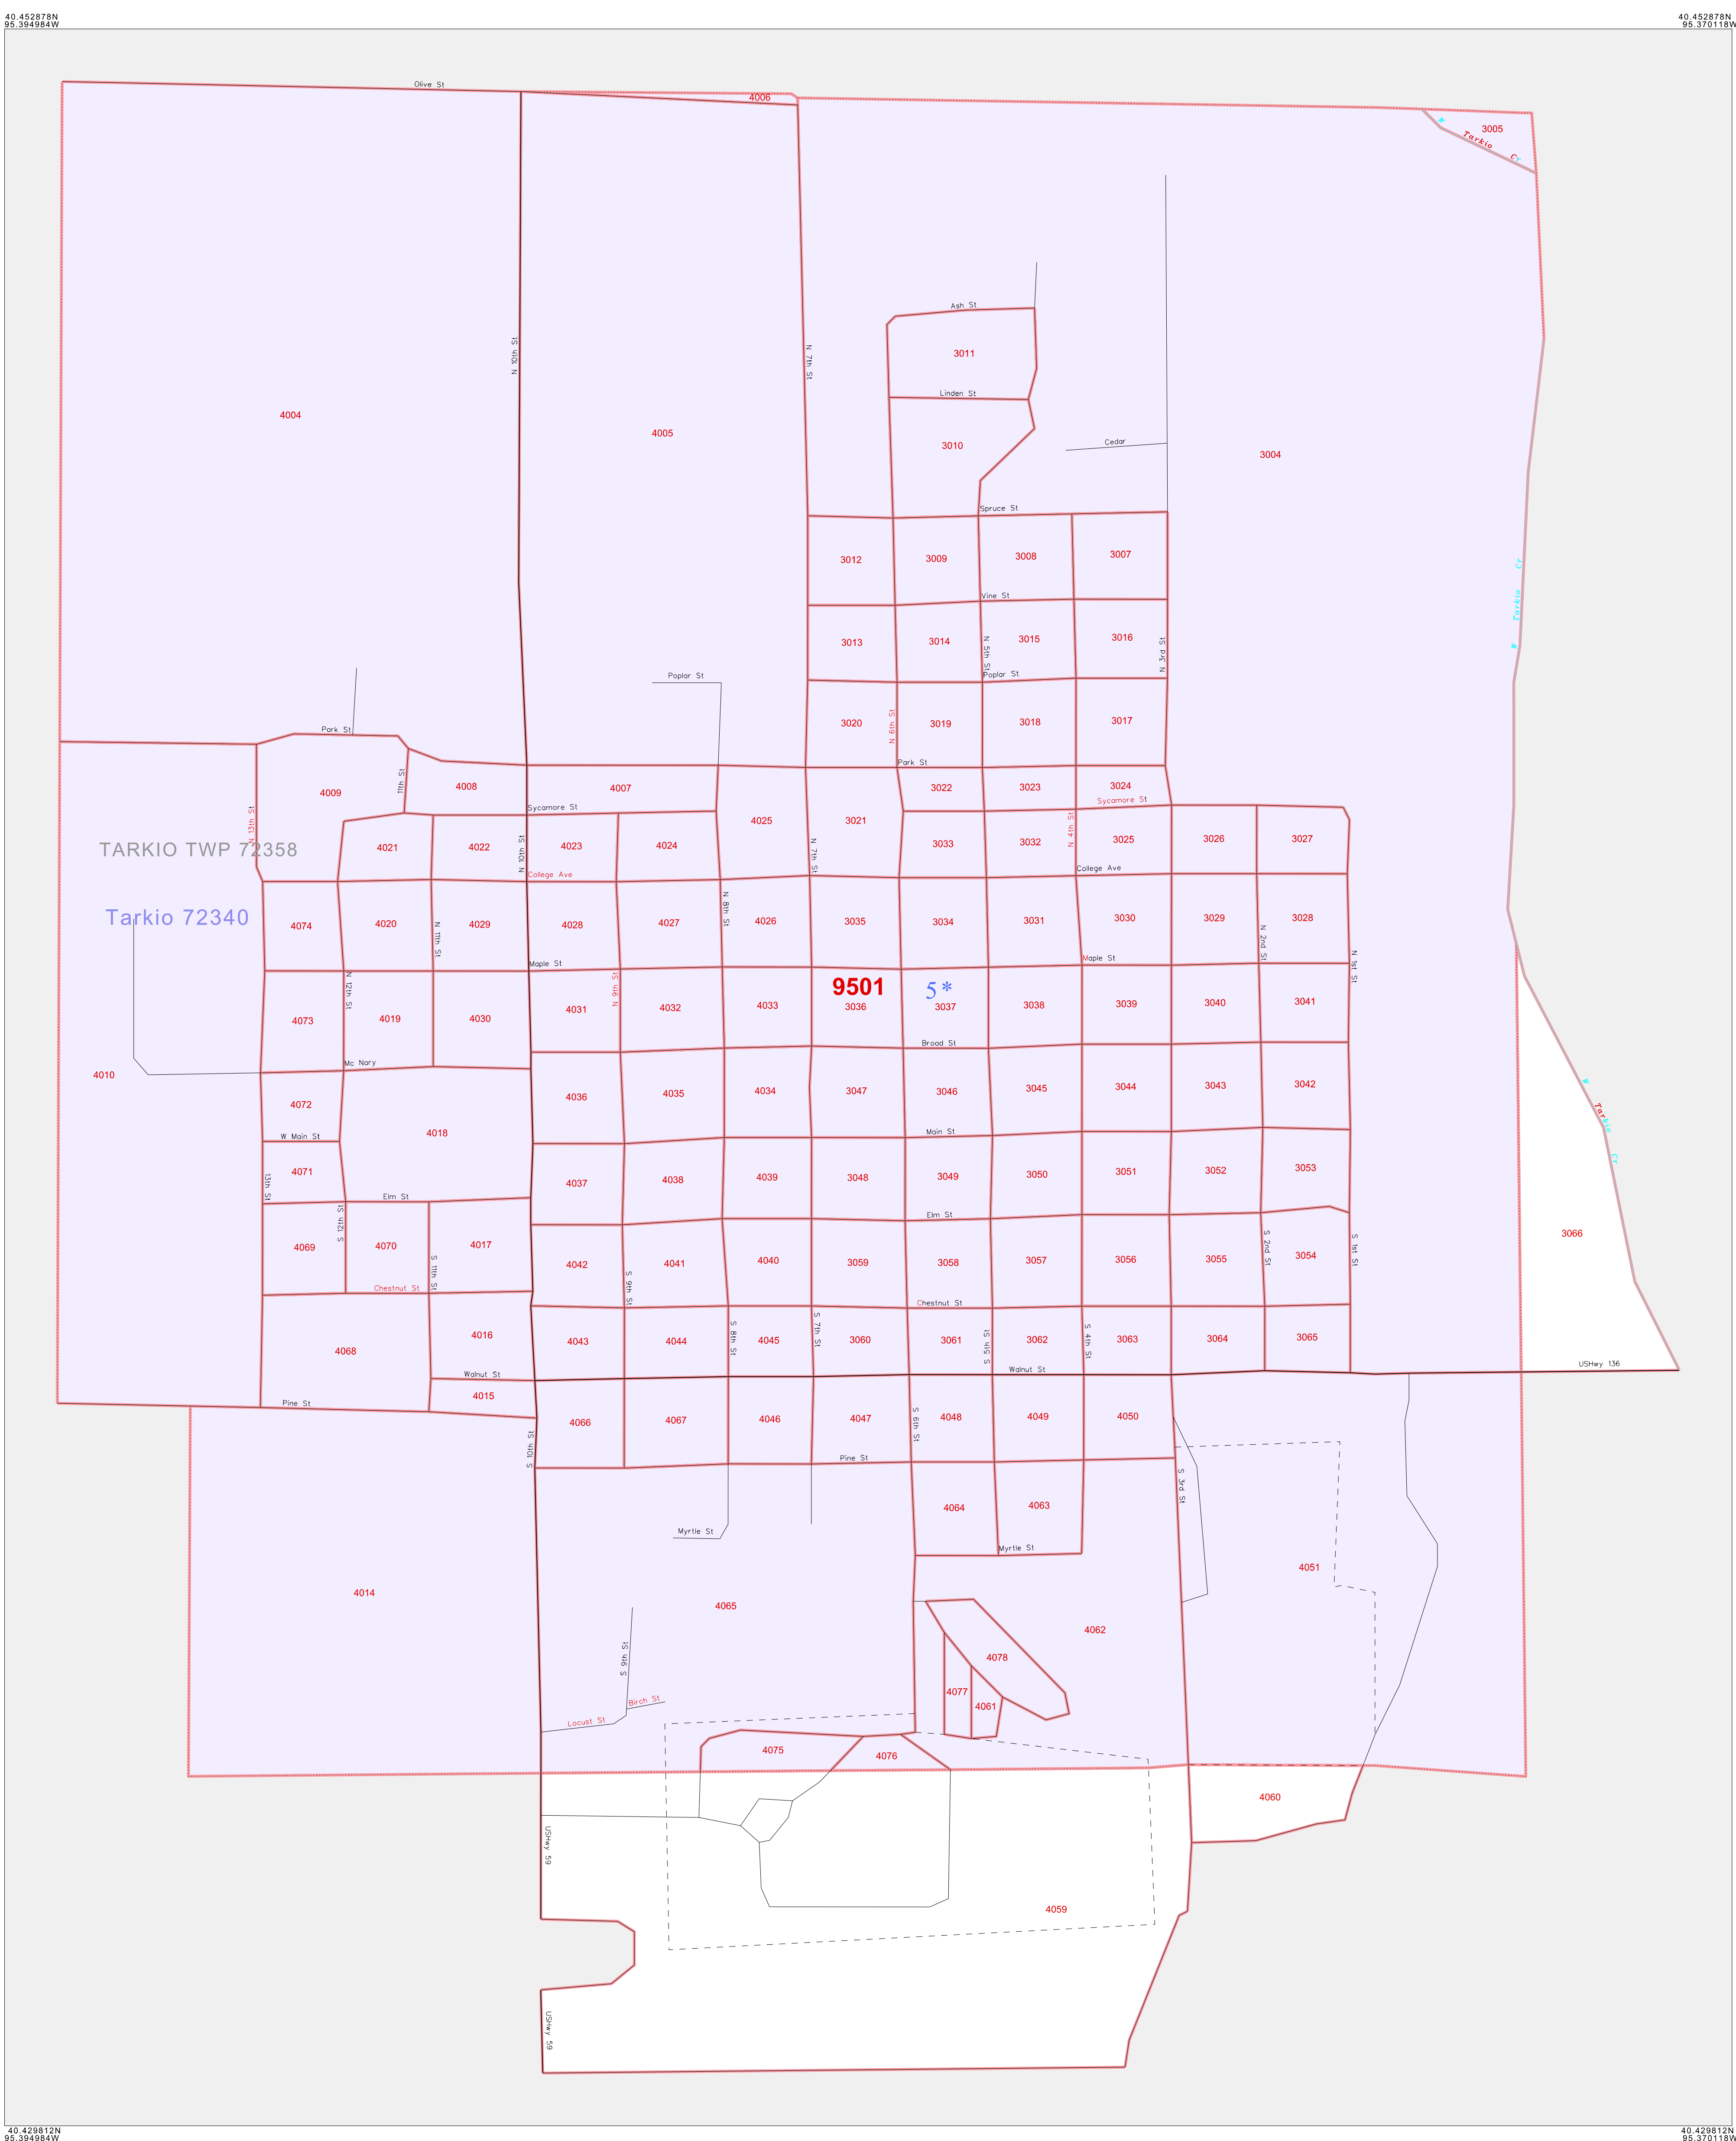 40.452878N
95.394984W
40.452878N
95.370118W
Olive St
4006
3005
W Tarkio Cr
N 10th St
N 7th St
Ash St
3011
Linden St
4004
4005
3010
Cedar
3004
Spruce St
3012
3009
3008
3007
W Tarkio Cr
Vine St
3013
3014
3015
3016
N 5th St
N 3rd St
Poplar St
Poplar St
3020
N 6th St
3019
3018
3017
Park St
Park St
4009
11th St
4008
4007
3022
3023
3024
Sycamore St
Sycamore St
N 13th St
4025
3021
TARKIO TWP 72358
4021
4022
N 10th St
4023
4024
N 7th St
3033
3032
N 4th St
3025
3026
3027
College Ave
College Ave
Tarkio 72340
4074
4020
N 11th St
4029
4028
4027
N 8th St
4026
3035
3034
3031
3030
3029
N 2nd St
3028
N 1st St
Maple St
Maple St
9501
5*
4073
N 12th St
4019
4030
4031
N 9th St
4032
4033
3036
3037
3038
3039
3040
3041
Mc Nary
Broad St
4010
4072
4018
4036
4035
4034
3047
3046
3045
3044
3043
3042
W Tarkio Cr
W Main St
Main St
4071
13th St
4037
4038
4039
3048
3049
3050
3051
3052
3053
Elm St
Elm St
4069
S 12th St
4070
S 11th St
4017
4042
S 9th St
4041
4040
3059
3058
3057
3056
3055
S 2nd St
3054
S 1st St
3066
Chestnut St
Chestnut St
4068
4016
4043
4044
S 8th St
4045
S 7th St
3060
3061
S 5th St
3062
S 4th St
3063
3064
3065
Walnut St
Walnut St
USHwy 136
4015
Pine St
4066
4067
4046
4047
S 6th St
4048
4049
4050
S 10th St
Pine St
S 3rd St
4064
4063
Myrtle St
Myrtle St
4051
4014
4065
4062
S 9th St
4078
4077
4061
Birch St
Locust St
4075
4076
4060
USHwy 59
4059
USHwy 59
40.429812N
95.394984W
40.429812N
95.370118W